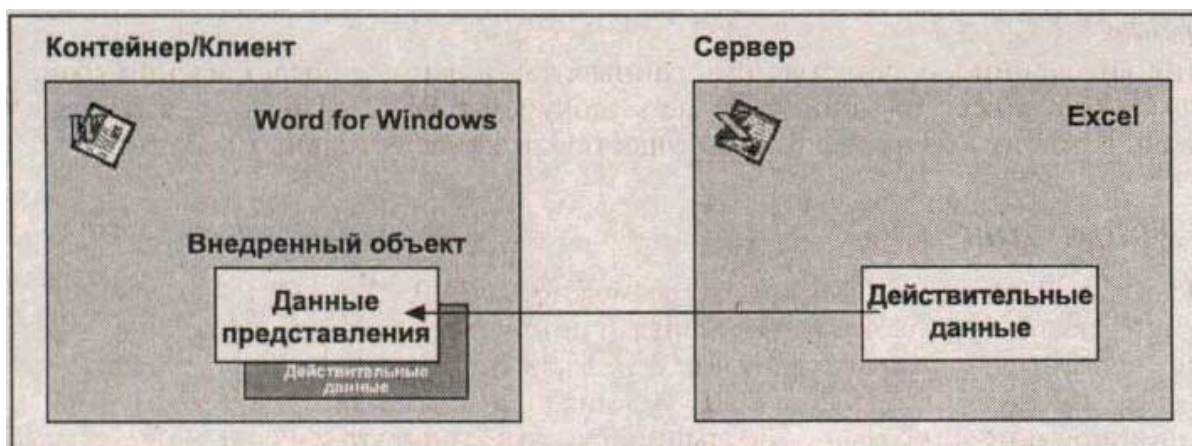 Контейнер/Клиент
Word for Windows
Внедренный объект
Данные
представления
Действительные
данные
Сервер
Excel
Действительные
данные